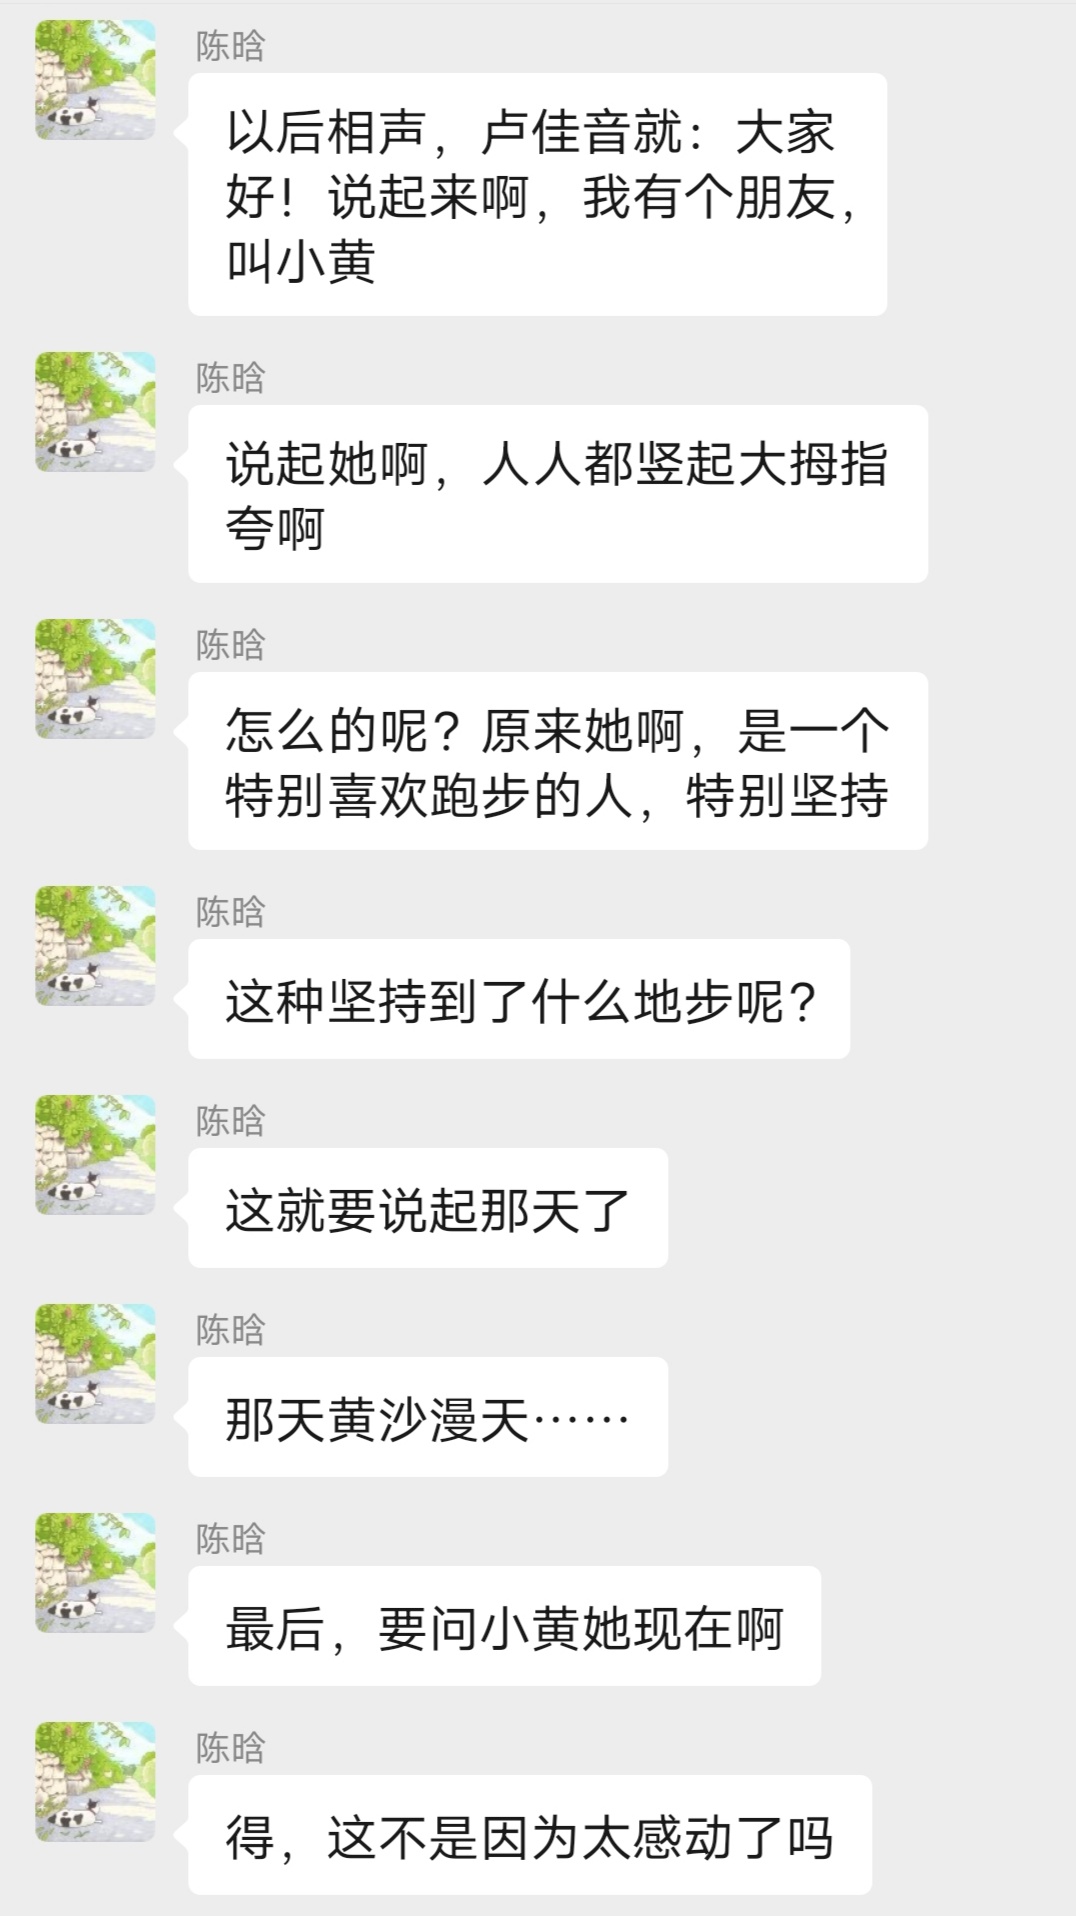 陈晗
以后相声，卢佳音就：大家
好！说起来啊，我有个朋友，
叫小黄
陈晗
说起她啊，人人都竖起大拇指
夸啊
陈晗
怎么的呢？原来她啊，是一个
特别喜欢跑步的人，特别坚持
陈晗
这种坚持到了什么地步呢？
陈晗
这就要说起那天了
陈晗
那天黄沙漫天……
陈晗
最后，要问小黄她现在啊
陈晗
得，这不是因为太感动了吗